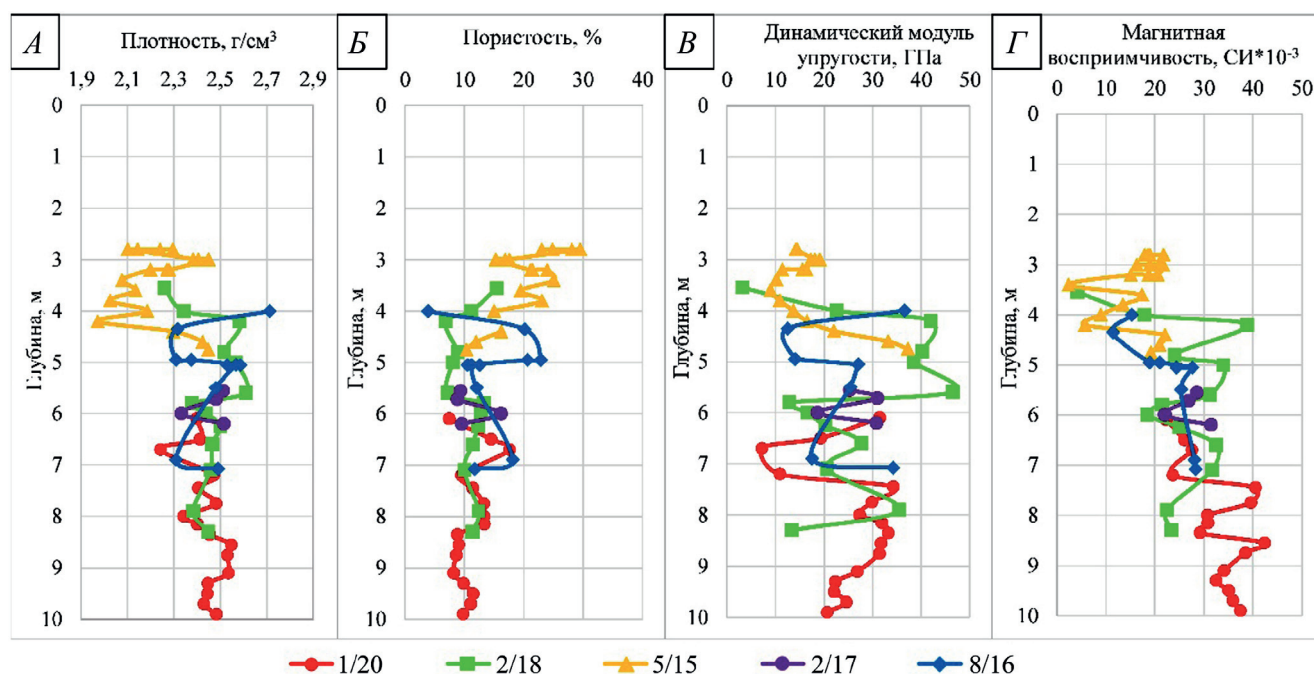 А
Плотность, г/см³
1,9 2,1 2,3 2,5 2,7 2,9
0
1
2
3
4
5
6
7
8
9
10
Глубина, м
Б
Пористость, %
0 10 20 30 40
0
1
2
3
4
5
6
7
8
9
10
Глубина, м
В
Динамический модуль
упругости, ГПа
0 10 20 30 40 50
0
1
2
3
4
5
6
7
8
9
10
Глубина, м
Г
Магнитная
восприимчивость, СИ*10⁻³
0 10 20 30 40 50
0
1
2
3
4
5
6
7
8
9
10
Глубина, м
1/20 2/18 5/15 2/17 8/16